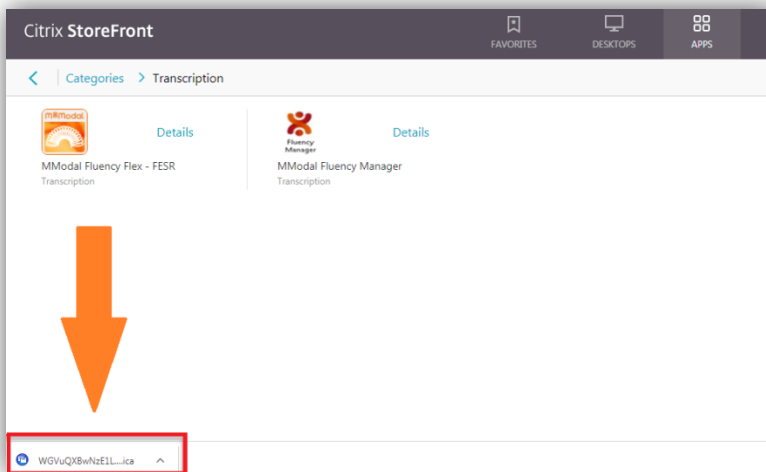 Citrix StoreFront
FAVORITES
DESKTOPS
APPS
Categories > Transcription
mModal
Details
MModal Fluency Flex - FESR
Transcription
Fluency
Manager
Details
MModal Fluency Manager
Transcription
WGVuQXBwNzE1L....ica